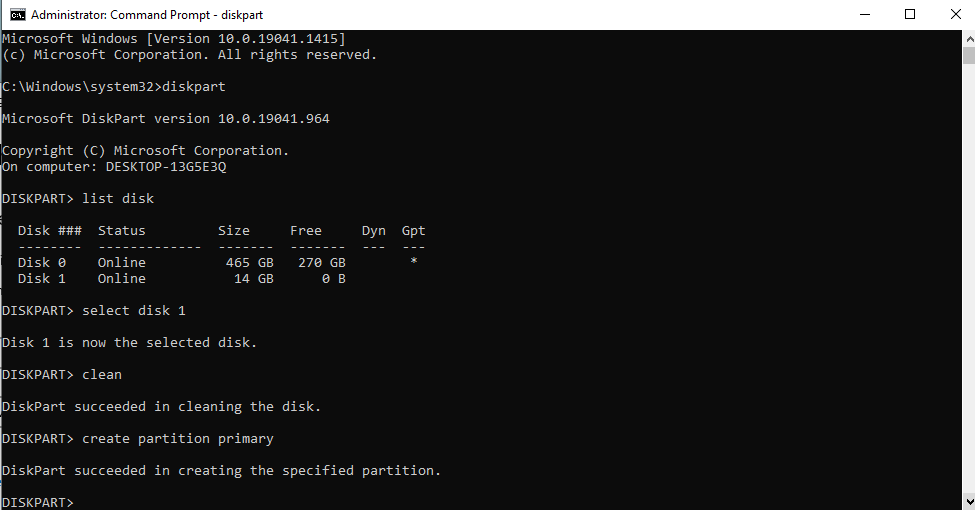 Administrator: Command Prompt - diskpart
Microsoft Windows [Version 10.0.19041.1415]
(c) Microsoft Corporation. All rights reserved.
C:\Windows\system32>diskpart
Microsoft DiskPart version 10.0.19041.964
Copyright (C) Microsoft Corporation.
On computer: DESKTOP-13G5E3Q
DISKPART> list disk
  Disk ###  Status         Size     Free     Dyn  Gpt
  --------  -------------  -------  -------  ---  ---
  Disk 0    Online          465 GB   270 GB        *
  Disk 1    Online           14 GB      0 B
DISKPART> select disk 1
Disk 1 is now the selected disk.
DISKPART> clean
DiskPart succeeded in cleaning the disk.
DISKPART> create partition primary
DiskPart succeeded in creating the specified partition.
DISKPART>